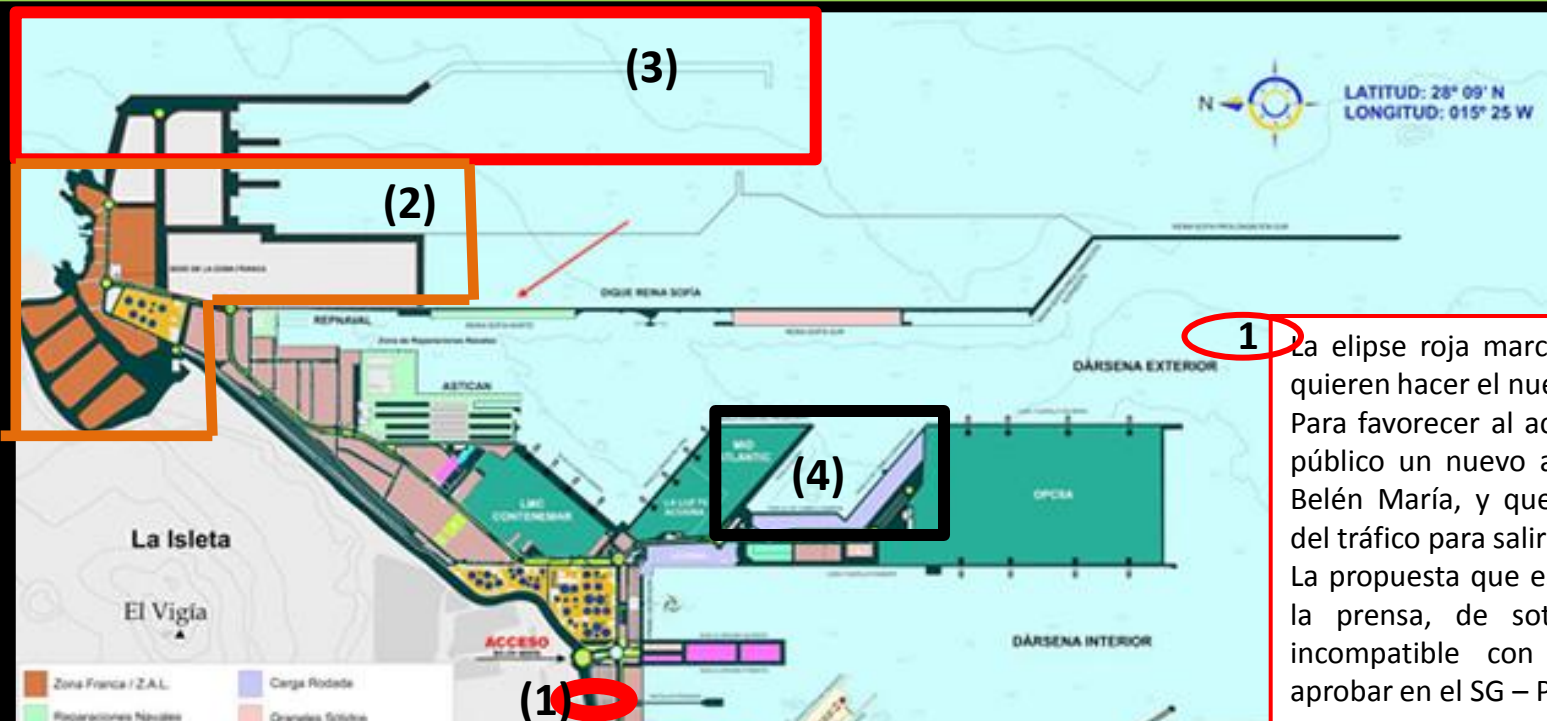 (3)
N
LATITUD: 28º 09' N
LONGITUD: 015º 25 W
(2)
DIQUE REINA SOFÍA
REPNAVAL
Zona de Reparaciones Navales
ASTICAN
DÁRSENA EXTERIOR
MID
ATLANTIC
(4)
OPCSA
LMC
CONTENEMAR
La Isleta
El Vigía
ACCESO
DÁRSENA INTERIOR
(1)
Zona Franca / Z.A.L.
Carga Rodada
Reparaciones Navales
Graneles Sólidos
1
La elipse roja marc
quieren hacer el nue
Para favorecer al ac
público un nuevo a
Belén María, y que
del tráfico para salir
La propuesta que e
la prensa, de sot
incompatible con
aprobar en el SG – P